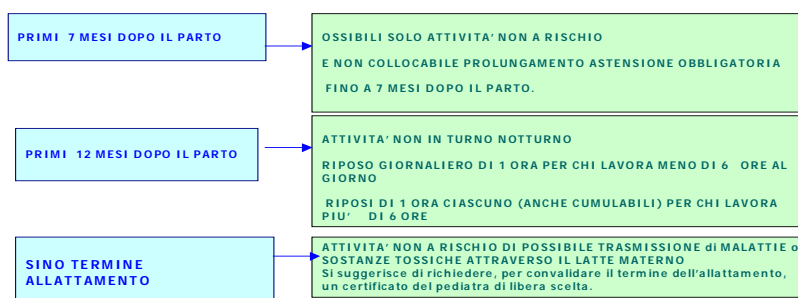 PRIMI 7 MESI DOPO IL PARTO
OSSIBILI SOLO ATTIVITA' NON A RISCHIO
E NON COLLOCABILE PROLUNGAMENTO ASTENSIONE OBBLIGATORIA
FINO A 7 MESI DOPO IL PARTO.
PRIMI 12 MESI DOPO IL PARTO
ATTIVITA' NON IN TURNO NOTTURNO
RIPOSO GIORNALIERO DI 1 ORA PER CHI LAVORA MENO DI 6 ORE AL
GIORNO
RIPOSI DI 1 ORA CIASCUNO (ANCHE CUMULABILI) PER CHI LAVORA
PIU' DI 6 ORE
SINO TERMINE
ALLATTAMENTO
ATTIVITA' NON A RISCHIO DI POSSIBILE TRASMISSIONE di MALATTIE o
SOSTANZE TOSSICHE ATTRAVERSO IL LATTE MATERNO
Si suggerisce di richiedere, per convalidare il termine dell'allattamento,
un certificato del pediatra di libera scelta.